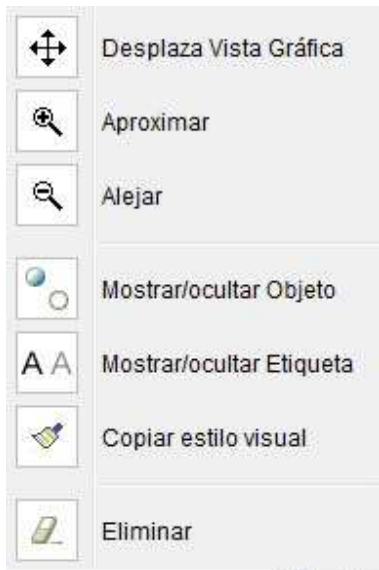 Desplaza Vista Gráfica
Aproximar
Alejar
Mostrar/ocultar Objeto
A A Mostrar/ocultar Etiqueta
Copiar estilo visual
Eliminar